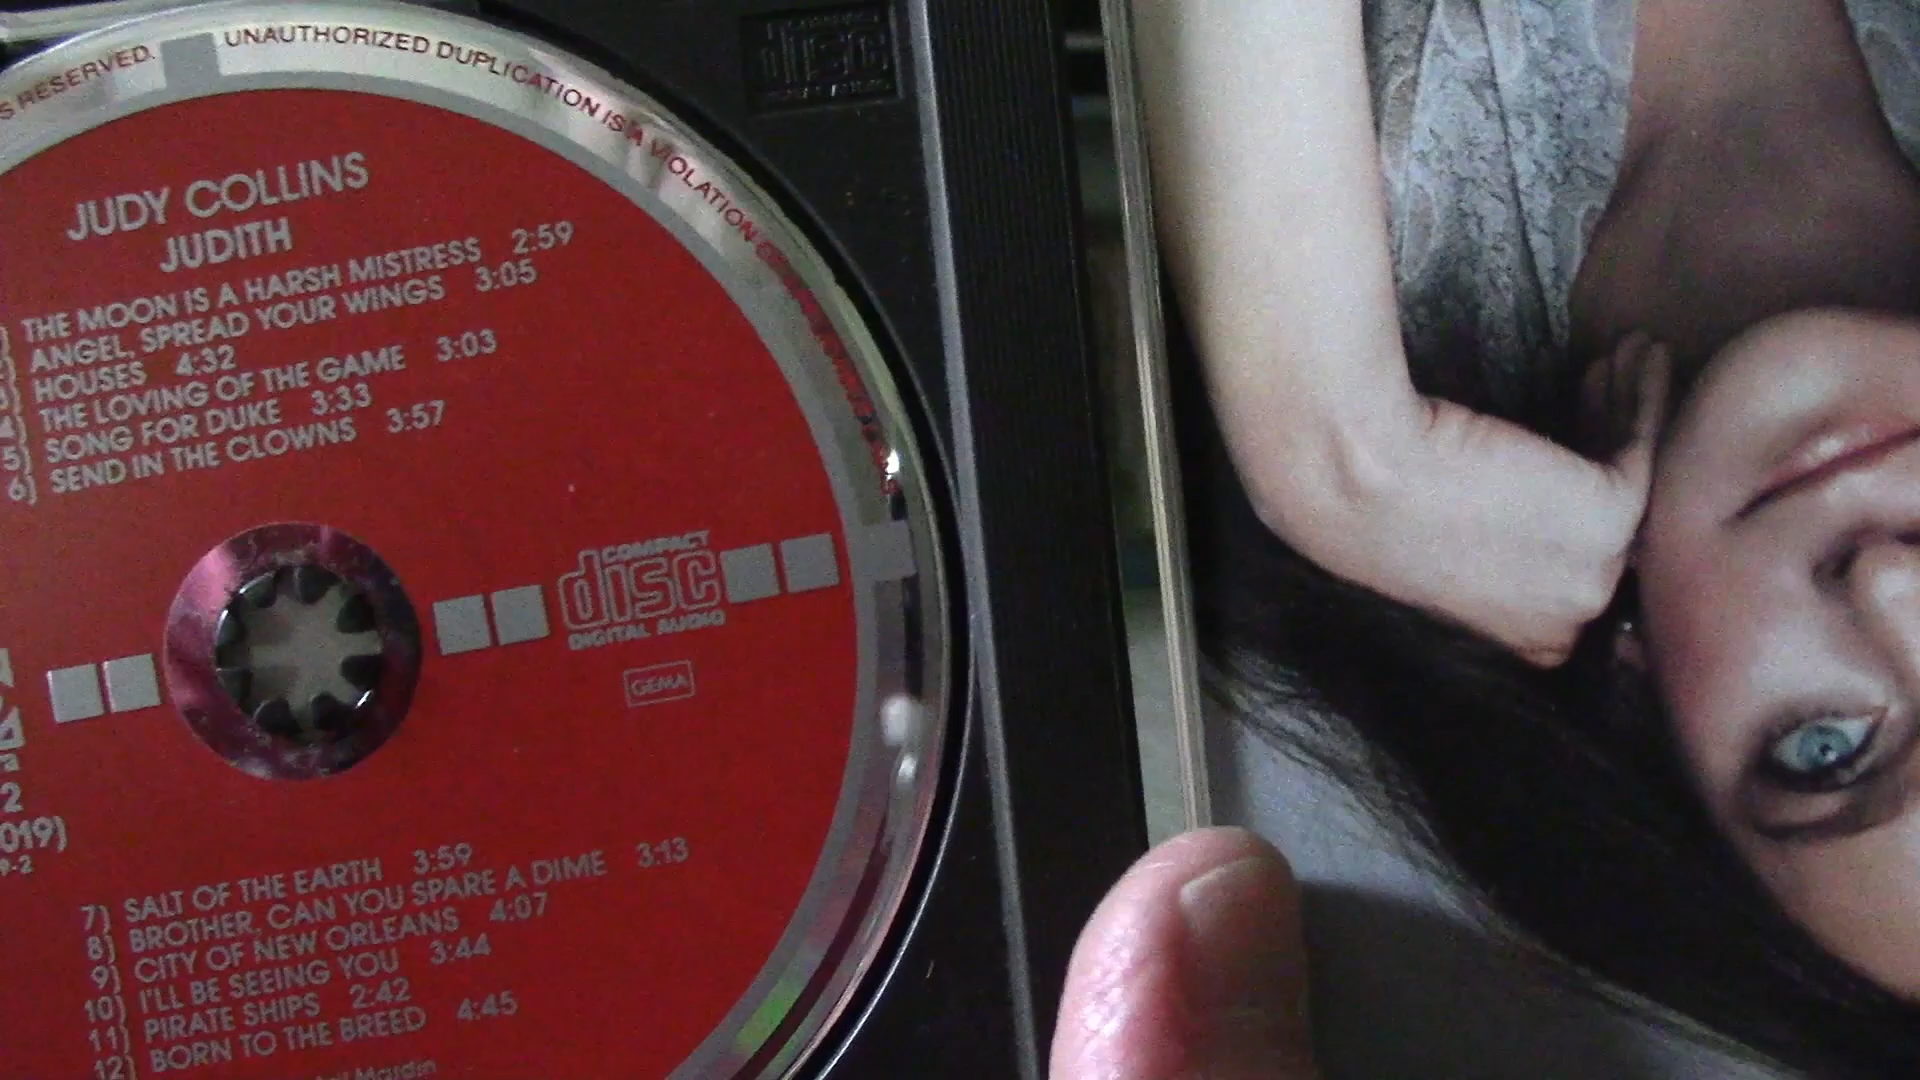 S RESERVED. UNAUTHORIZED DUPLICATION IS A VIOLATION
JUDY COLLINS
JUDITH
THE MOON IS A HARSH MISTRESS 2:59
ANGEL, SPREAD YOUR WINGS 3:05
HOUSES 4:32
THE LOVING OF THE GAME 3:03
5) SONG FOR DUKE 3:33
6) SEND IN THE CLOWNS 3:57
COMPACT
disc
DIGITAL AUDIO
GEMA
2
019)
9-2
7) SALT OF THE EARTH 3:59
8) BROTHER, CAN YOU SPARE A DIME 3:13
9) CITY OF NEW ORLEANS 4:07
10) I'LL BE SEEING YOU 3:44
11) PIRATE SHIPS 2:42
12) BORN TO THE BREED 4:45
disc